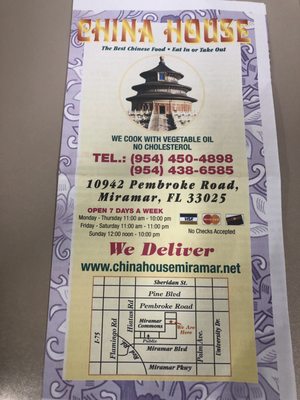 CHINA HOUSE
The Best Chinese Food • Eat In or Take Out
WE COOK WITH VEGETABLE OIL
NO CHOLESTEROL
TEL.: (954) 450-4898
(954) 438-6585
10942 Pembroke Road,
Miramar, FL 33025
OPEN 7 DAYS A WEEK
Monday - Thursday 11:00 am - 10:00 pm
Friday - Saturday 11:00 am - 11:00 pm
Sunday 12:00 noon - 10:00 pm
VISA
No Checks Accepted
We Deliver
www.chinahousemiramar.net
Sheridan St.
Pine Blvd
Pembroke Road
I-75
Flamingo Rd
Hiatus Rd
Red Rd
Miramar
Commons
We Are
Here
Publix
Palm Ave.
University Dr.
Miramar Blvd
Miramar Pkwy